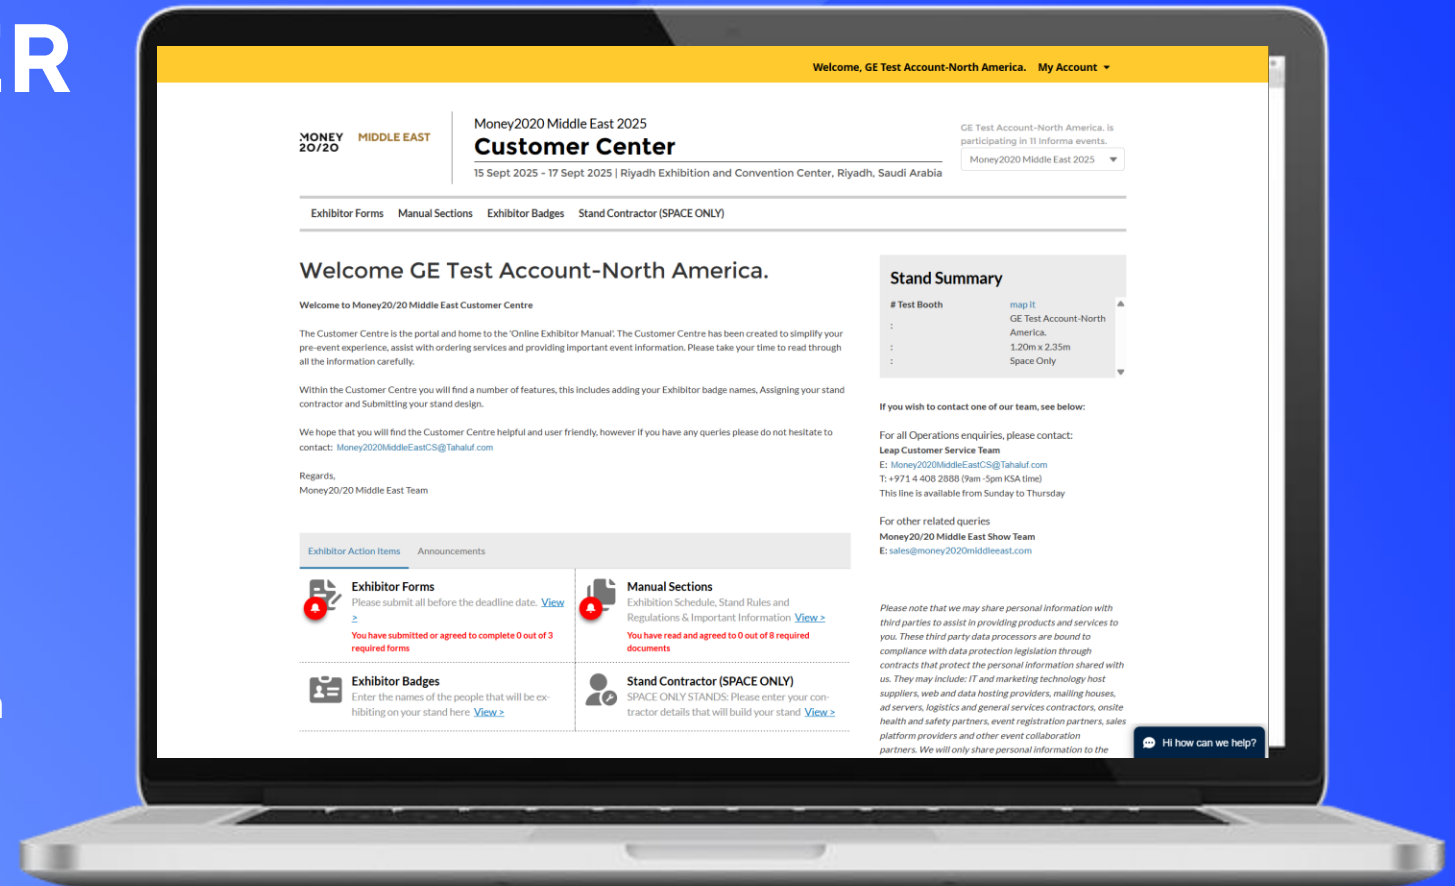 ER
Welcome, GE Test Account-North America. My Account
MONEY
20/20
MIDDLE EAST
Money2020 Middle East 2025
Customer Center
15 Sept 2025 - 17 Sept 2025 | Riyadh Exhibition and Convention Center, Riyadh, Saudi Arabia
GE Test Account-North America. is
participating in 11 Informa events.
Money2020 Middle East 2025
Exhibitor Forms Manual Sections Exhibitor Badges Stand Contractor (SPACE ONLY)
Welcome GE Test Account-North America.
Welcome to Money20/20 Middle East Customer Centre
The Customer Centre is the portal and home to the 'Online Exhibitor Manual'. The Customer Centre has been created to simplify your
pre-event experience, assist with ordering services and providing important event information. Please take your time to read through
all the information carefully.
Within the Customer Centre you will find a number of features, this includes adding your Exhibitor badge names, Assigning your stand
contractor and Submitting your stand design.
We hope that you will find the Customer Centre helpful and user friendly, however if you have any queries please do not hesitate to
contact: Money2020MiddleEastCS@Tahaluf.com
Regards,
Money20/20 Middle East Team
Exhibitor Action Items Announcements
Exhibitor Forms
Please submit all before the deadline date. View
>
You have submitted or agreed to complete 0 out of 3
required forms
Manual Sections
Exhibition Schedule, Stand Rules and
Regulations & Important Information View >
You have read and agreed to 0 out of 8 required
documents
Exhibitor Badges
Enter the names of the people that will be ex-
hibiting on your stand here View >
Stand Contractor (SPACE ONLY)
SPACE ONLY STANDS: Please enter your con-
tractor details that will build your stand View >
Stand Summary
# Test Booth map it
: GE Test Account-North
America.
: 1.20m x 2.35m
: Space Only
If you wish to contact one of our team, see below:
For all Operations enquiries, please contact:
Leap Customer Service Team
E: Money2020MiddleEastCS@Tahaluf.com
T: +971 4 408 2888 (9am -5pm KSA time)
This line is available from Sunday to Thursday
For other related queries
Money20/20 Middle East Show Team
E: sales@money2020middleeast.com
Please note that we may share personal information with
third parties to assist in providing products and services to
you. These third party data processors are bound to
compliance with data protection legislation through
contracts that protect the personal information shared with
us. They may include: IT and marketing technology host
suppliers, web and data hosting providers, mailing houses,
ad servers, logistics and general services contractors, onsite
health and safety partners, event registration partners, sales
platform providers and other event collaboration
partners. We will only share personal information to the
Hi how can we help?